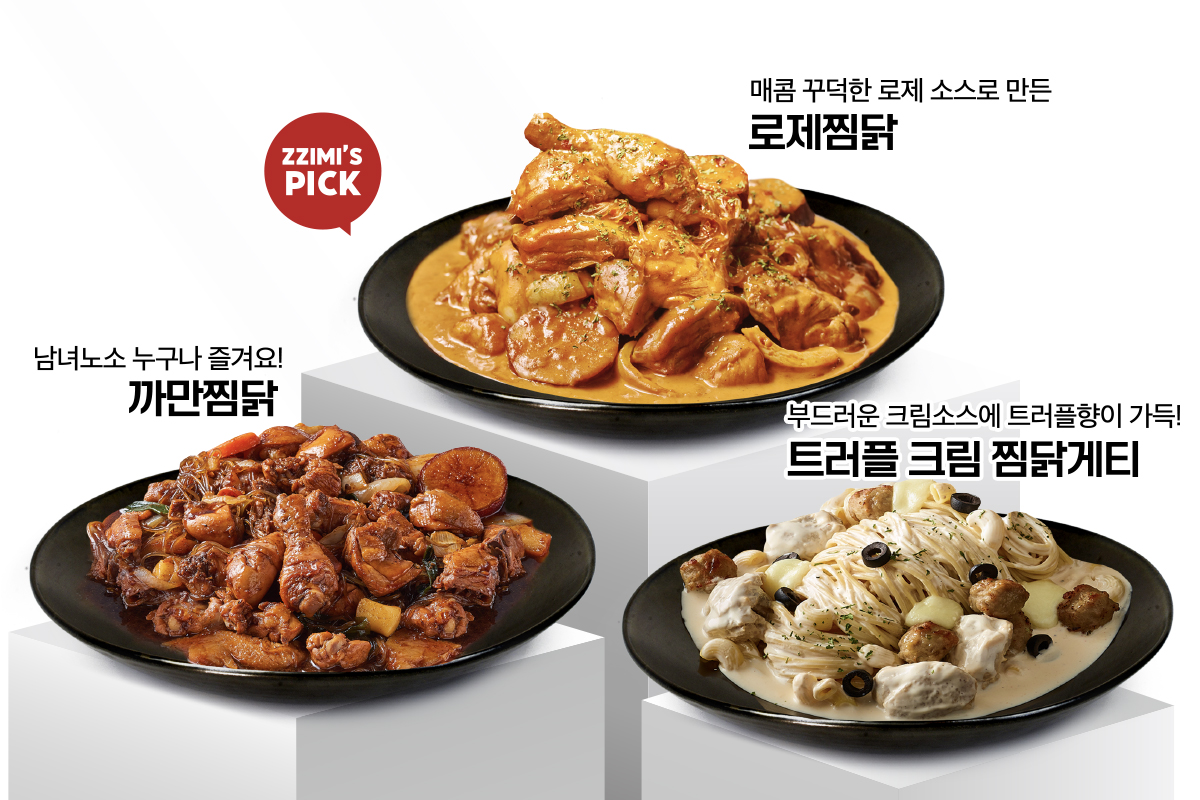 매콤 꾸덕한 로제 소스로 만든
로제찜닭
ZZIMI'S
PICK
남녀노소 누구나 즐겨요!
까만찜닭
부드러운 크림소스에 트러플향이 가득!
트러플 크림 찜닭게티